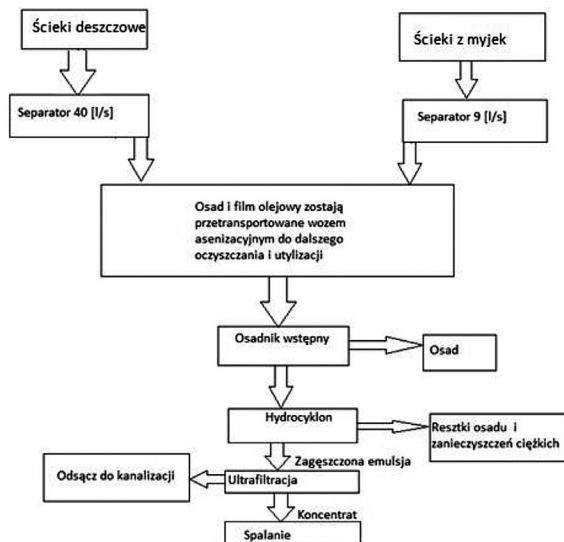 Ścieki deszczowe
Ścieki z myjek
Separator 40 [l/s]
Separator 9 [l/s]
Osad i film olejowy zostają
przetransportowane wozem
asenizacyjnym do dalszego
oczyszczania i utylizacji
Osadnik wstępny
Osad
Hydrocyklon
Resztki osadu i
zanieczyszczeń ciężkich
Zagęszczona emulsja
Odsącz do kanalizacji
Ultrafiltracja
Koncentrat
Spalanie